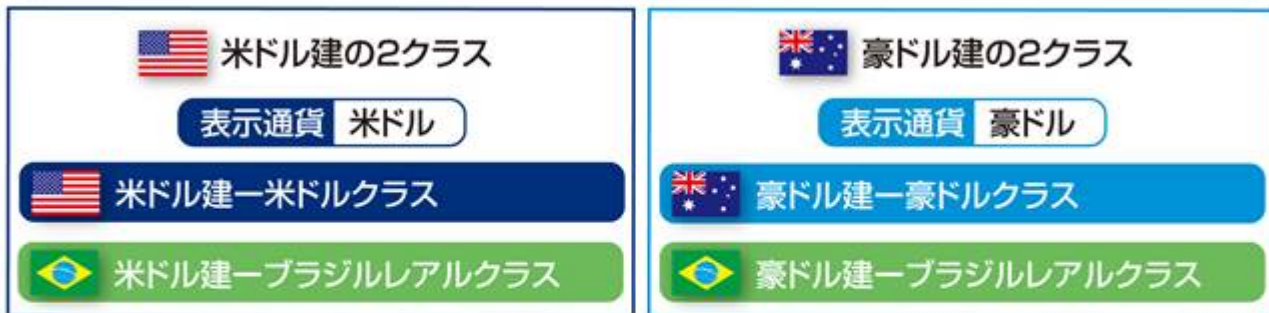 米ドル建の2クラス
表示通貨 米ドル
米ドル建ー米ドルクラス
米ドル建ーブラジルレアルクラス
豪ドル建の2クラス
表示通貨 豪ドル
豪ドル建ー豪ドルクラス
豪ドル建ーブラジルレアルクラス